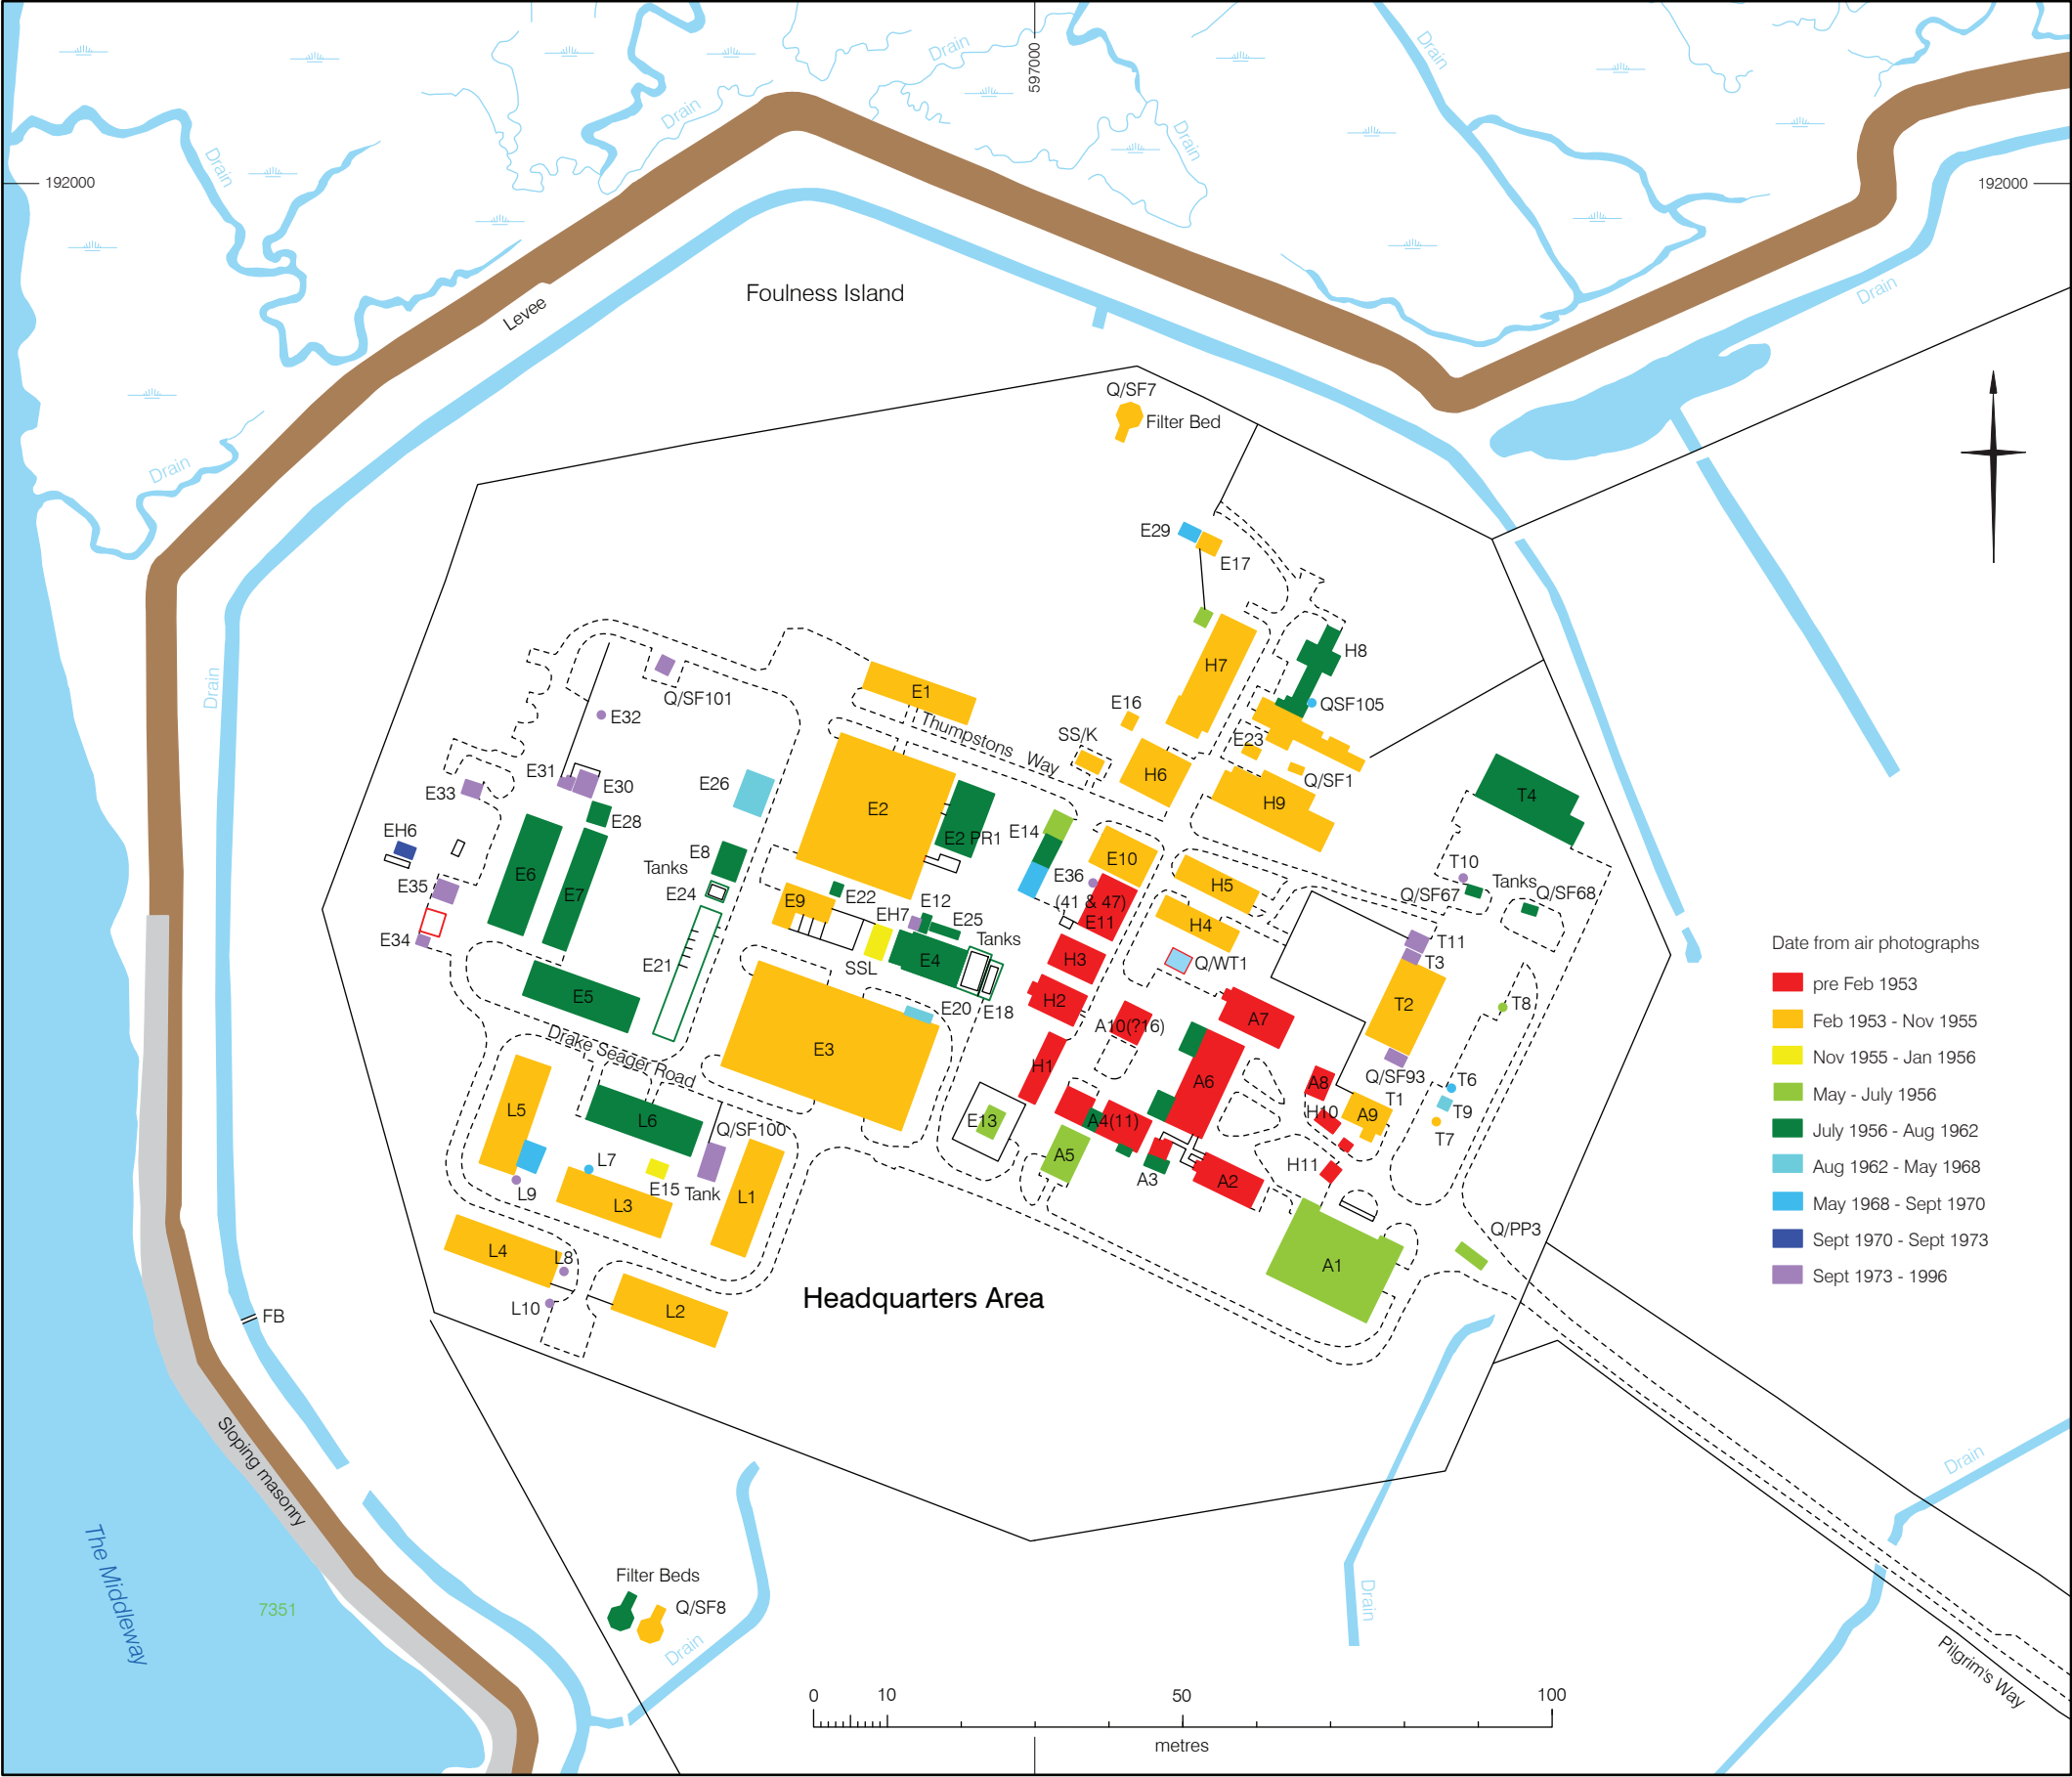 Drain
597000
Drain
Drain
Drain
Drain
192000
192000
Drain
Levee
Foulness Island
Drain
Q/SF7
Filter Bed
Drain
E29
E17
H8
H7
Q/SF101
Drain
E1
QSF105
E16
E32
Thumpstons Way
SS/K
E23
E31
E30
E26
H6
Q/SF1
E33
H9
T4
E28
E2
EH6
E2 PR1
E14
E8
E10
Tanks
T10
E6
E36
E35
E7
E24
E22
H5
Q/SF67
Tanks
Q/SF68
E9
E12
(41 & 47)
EH7
E25
E11
H4
E34
Tanks
T11
Date from air photographs
E21
SSL
E4
H3
Q/WT1
T3
pre Feb 1953
E5
H2
T2
T8
E20
E18
Feb 1953 - Nov 1955
A10(?16)
A7
Drake Seager Road
E3
Nov 1955 - Jan 1956
H1
A6
Q/SF93
T6
A8
May - July 1956
L5
T1
T9
L6
E13
A4(11)
H10
A9
Q/SF100
T7
July 1956 - Aug 1962
A5
L7
H11
Aug 1962 - May 1968
A3
A2
L9
E15
Tank
L1
L3
May 1968 - Sept 1970
Q/PP3
Sept 1970 - Sept 1973
L4
L8
A1
Sept 1973 - 1996
Headquarters Area
L10
L2
FB
Sloping masonry
Drain
The Middleway
Filter Beds
Q/SF8
7351
Drain
Drain
Pilgrim's Way
0
10
50
100
metres